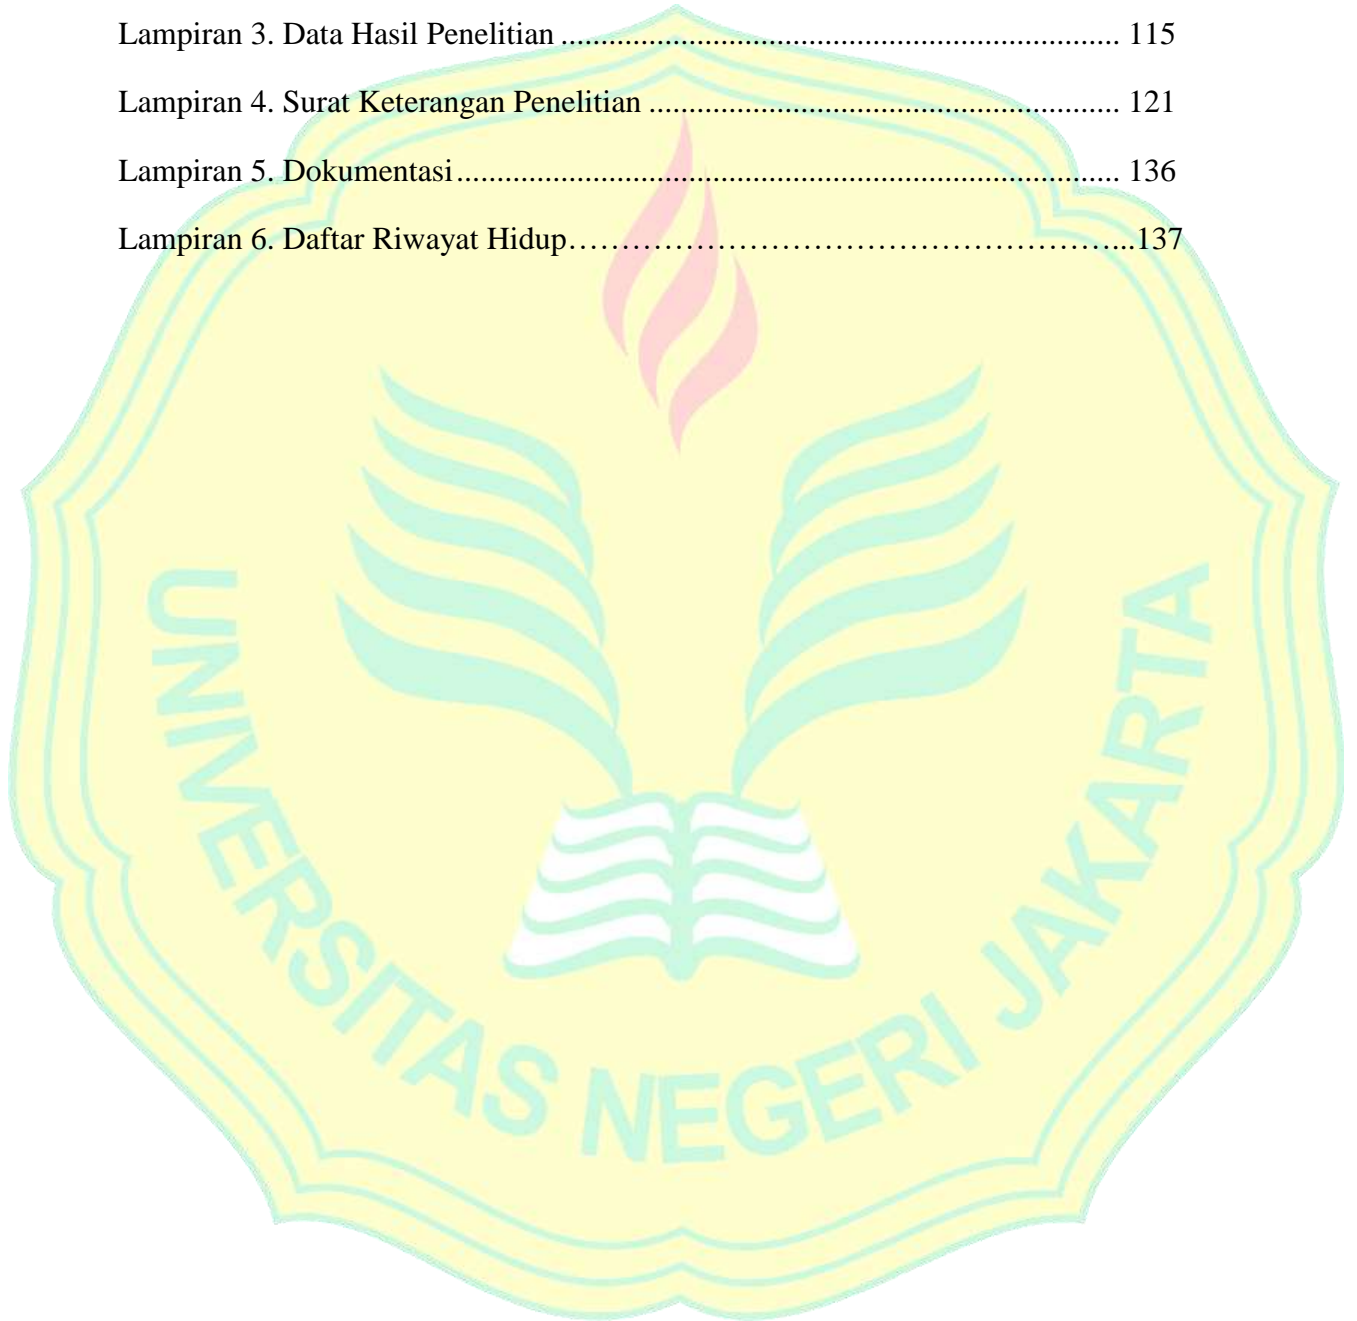 Lampiran 3. Data Hasil Penelitian ...................................................................... 115
Lampiran 4. Surat Keterangan Penelitian ........................................................... 121
Lampiran 5. Dokumentasi................................................................................... 136
Lampiran 6. Daftar Riwayat Hidup…………………………………………………...137
UNIVERSITAS NEGERI JAKARTA